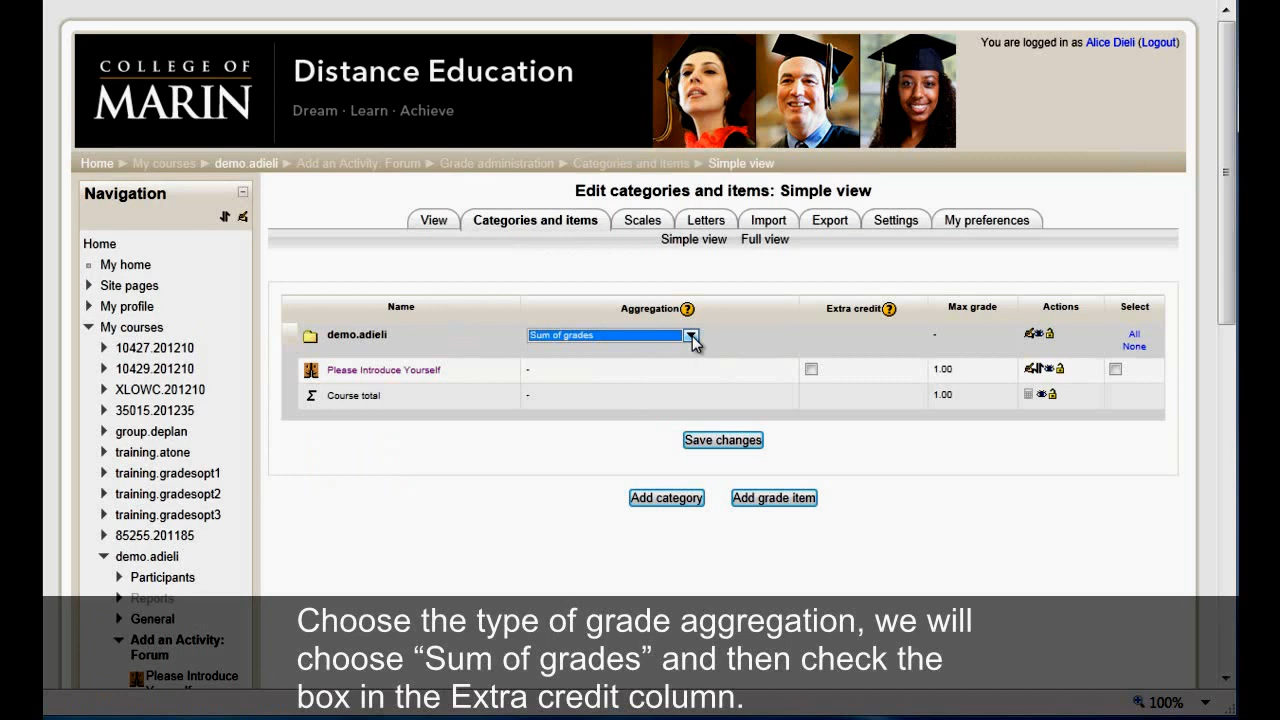 COLLEGE OF
MARIN
Distance Education
Dream · Learn · Achieve
You are logged in as Alice Dieli (Logout)
Home ► My courses ► demo.adieli ► Add an Activity: Forum ► Grade administration ► Categories and items ► Simple view
Navigation
Home
My home
Site pages
My profile
My courses
10427.201210
10429.201210
XLOWC.201210
35015.201235
group.deplan
training.atone
training.gradesopt1
training.gradesopt2
training.gradesopt3
85255.201185
demo.adieli
Participants
Reports
General
Add an Activity:
Forum
Please Introduce
Yourself
Edit categories and items: Simple view
View Categories and items Scales Letters Import Export Settings My preferences
Simple view Full view
Name Aggregation ? Extra credit ? Max grade Actions Select
demo.adieli Sum of grades - All
None
Please Introduce Yourself - 1.00
Σ Course total - 1.00
Save changes
Add category Add grade item
Choose the type of grade aggregation, we will
choose “Sum of grades” and then check the
box in the Extra credit column.
100%